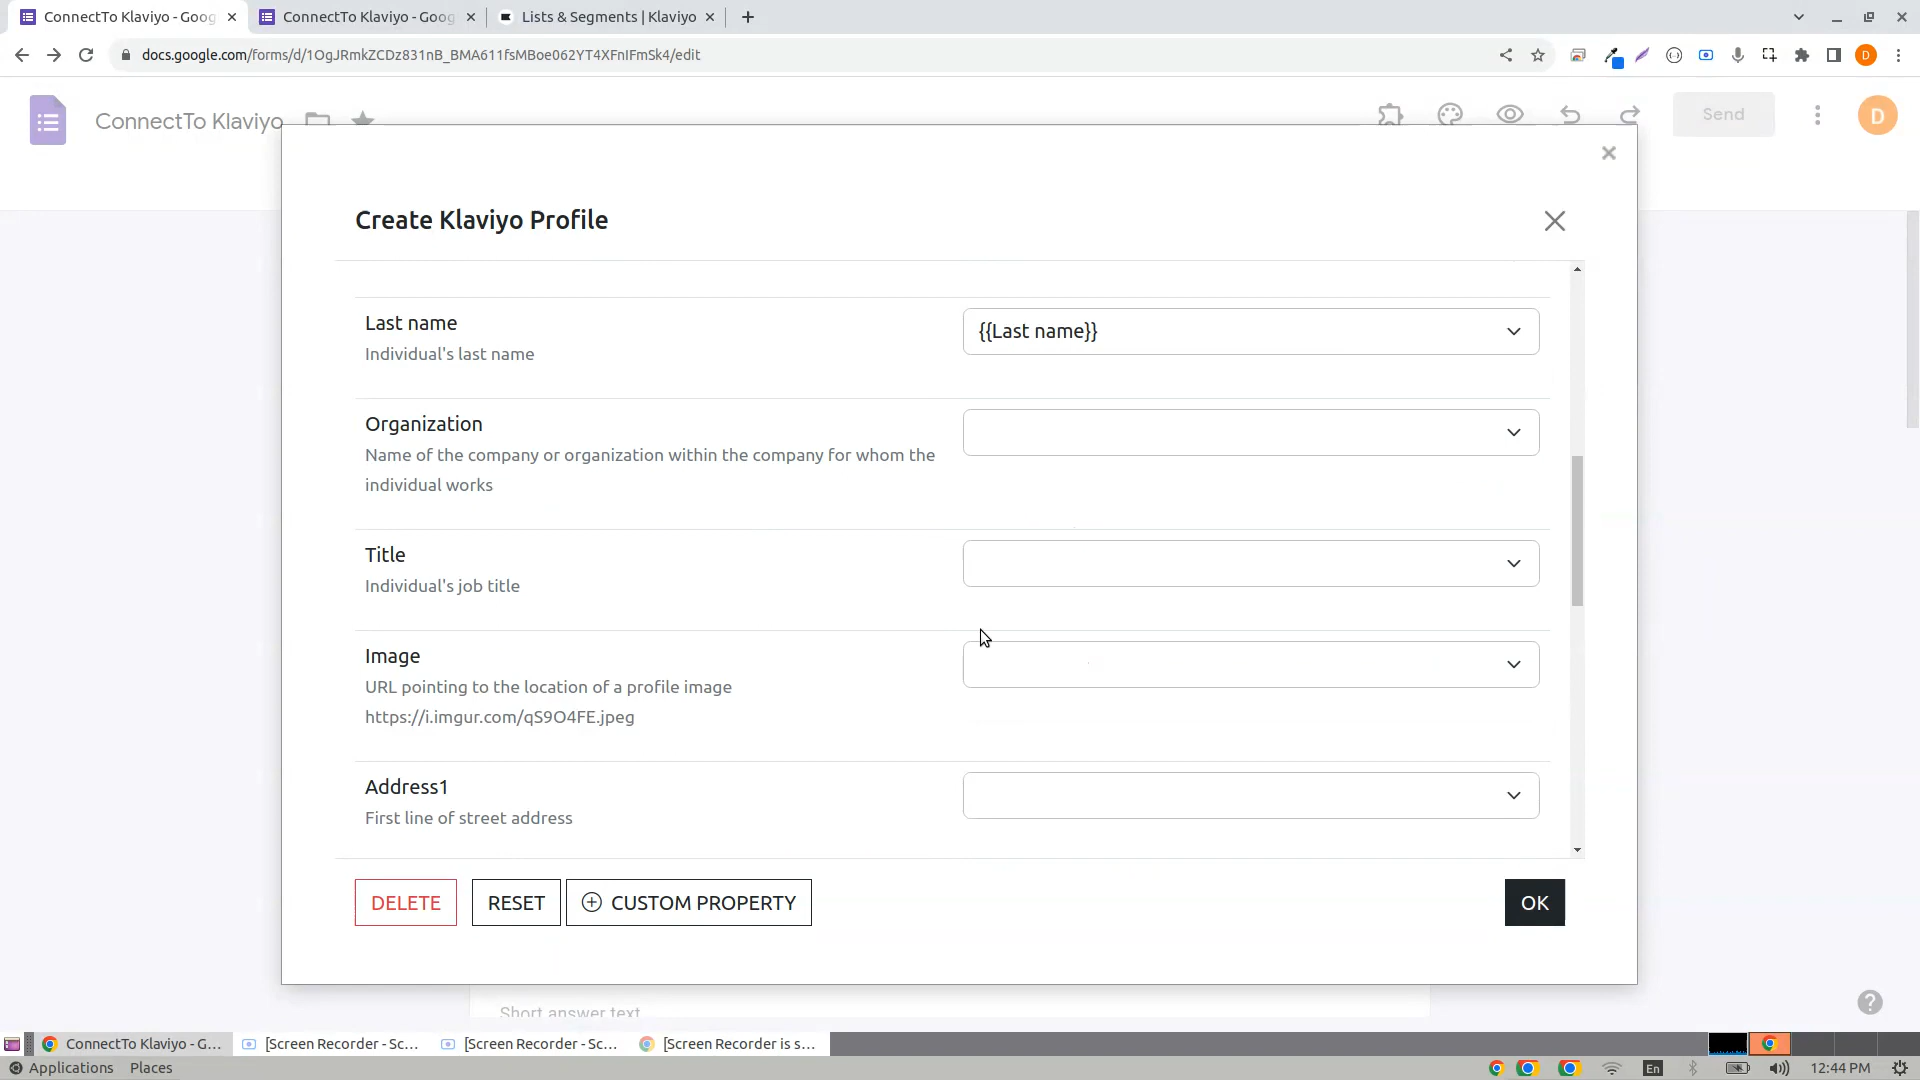 ConnectTo Klaviyo - Goog
ConnectTo Klaviyo - Goog
Lists & Segments | Klaviyo
docs.google.com/forms/d/1OgJRmkZCDz831nB_BMA611fsMBoe062YT4XFnIFmSk4/edit
D
ConnectTo Klaviyo
Send
D
Create Klaviyo Profile
Last name
{{Last name}}
Individual's last name
Organization
Name of the company or organization within the company for whom the
individual works
Title
Individual's job title
Image
URL pointing to the location of a profile image
https://i.imgur.com/qS9O4FE.jpeg
Address1
First line of street address
DELETE
RESET
CUSTOM PROPERTY
OK
Short answer text
ConnectTo Klaviyo - G...
[Screen Recorder - Sc...
[Screen Recorder - Sc...
[Screen Recorder is s...
Applications
Places
En
12:44 PM